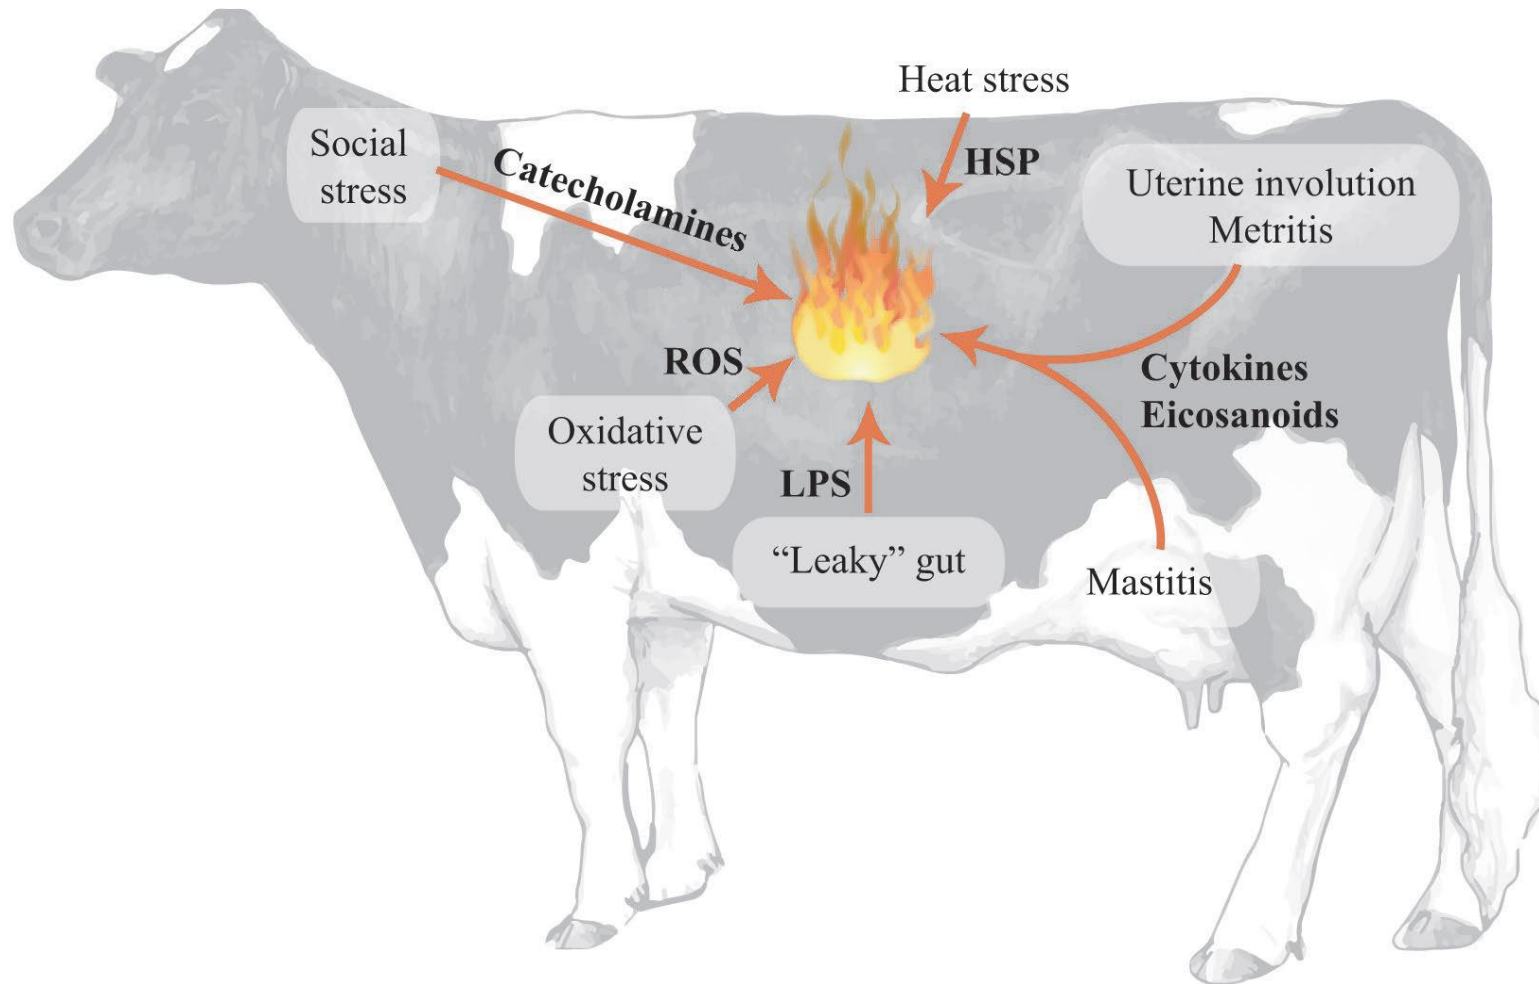 Heat stress
HSP
Social
stress
Catecholamines
Uterine involution
Metritis
ROS
Cytokines
Eicosanoids
Oxidative
stress
LPS
“Leaky” gut
Mastitis